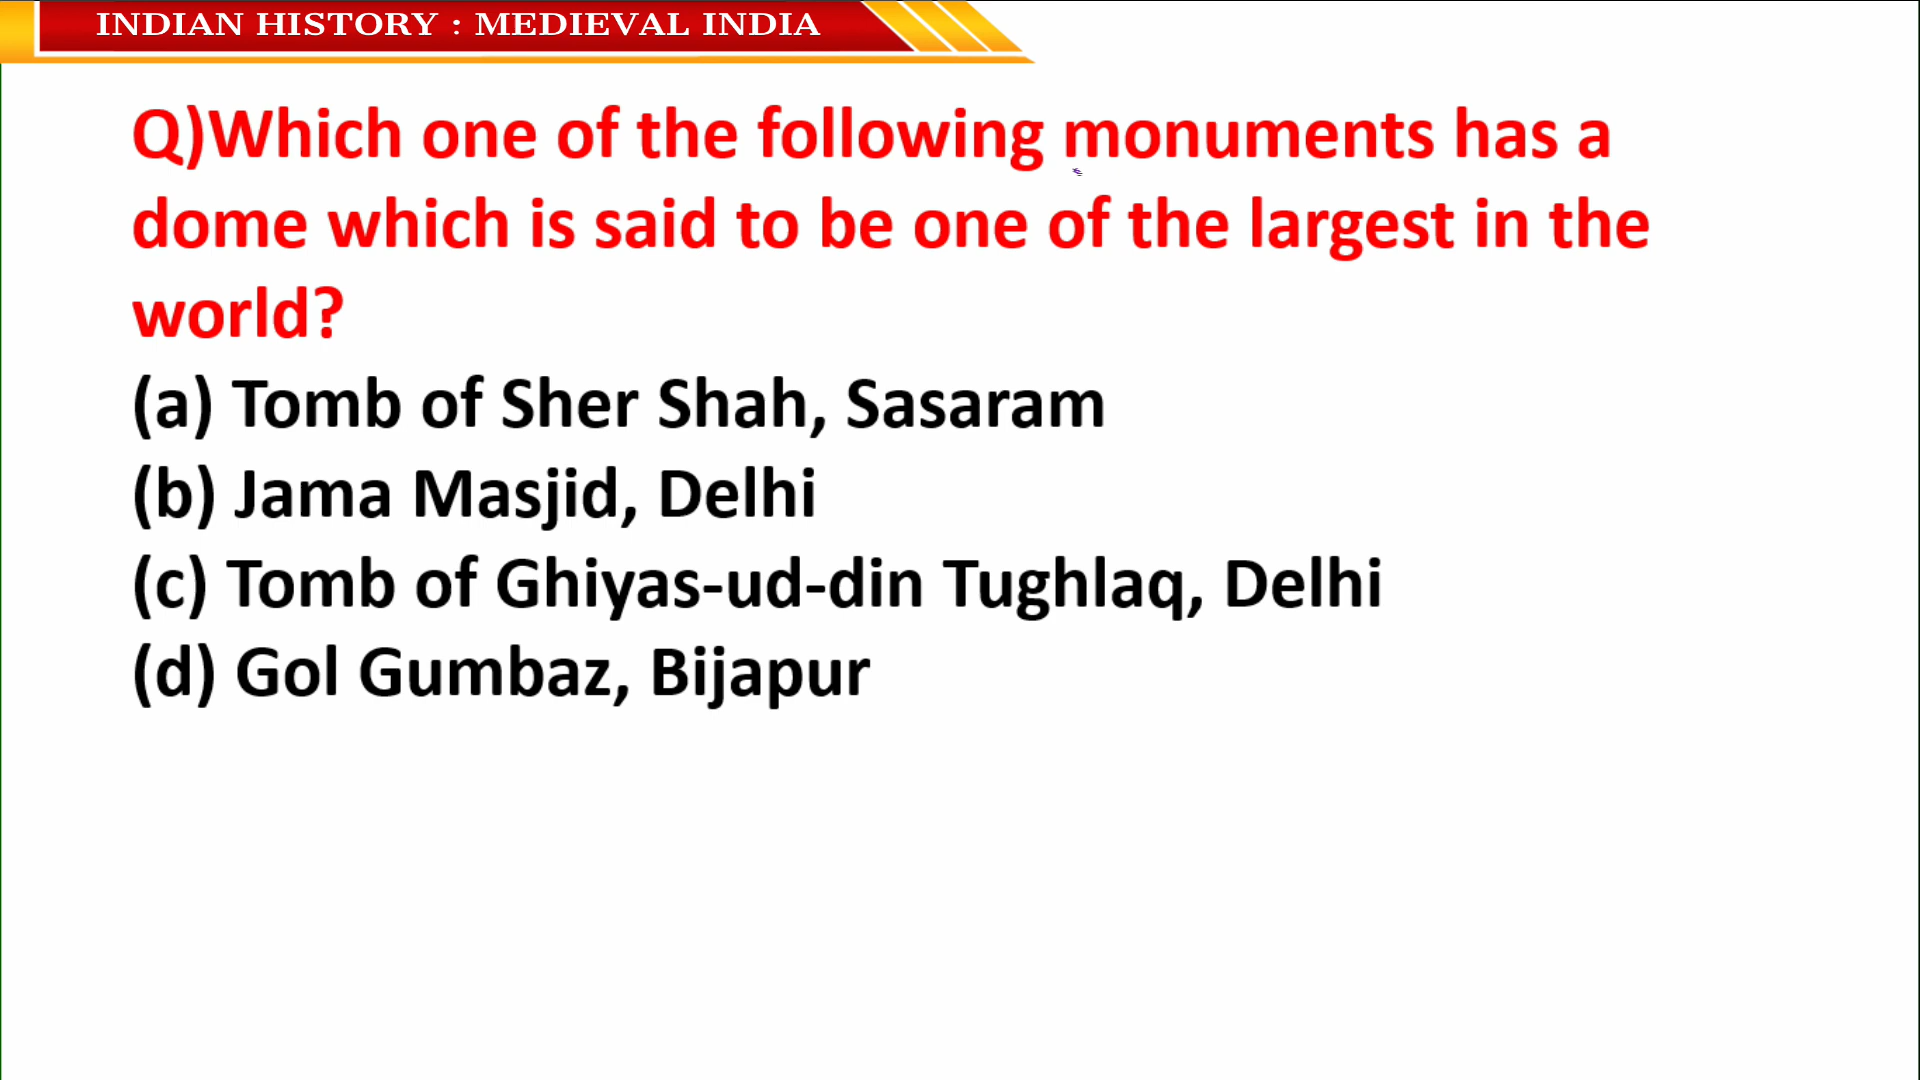 INDIAN HISTORY : MEDIEVAL INDIA
Q)Which one of the following monuments has a
dome which is said to be one of the largest in the
world?
(a) Tomb of Sher Shah, Sasaram
(b) Jama Masjid, Delhi
(c) Tomb of Ghiyas-ud-din Tughlaq, Delhi
(d) Gol Gumbaz, Bijapur